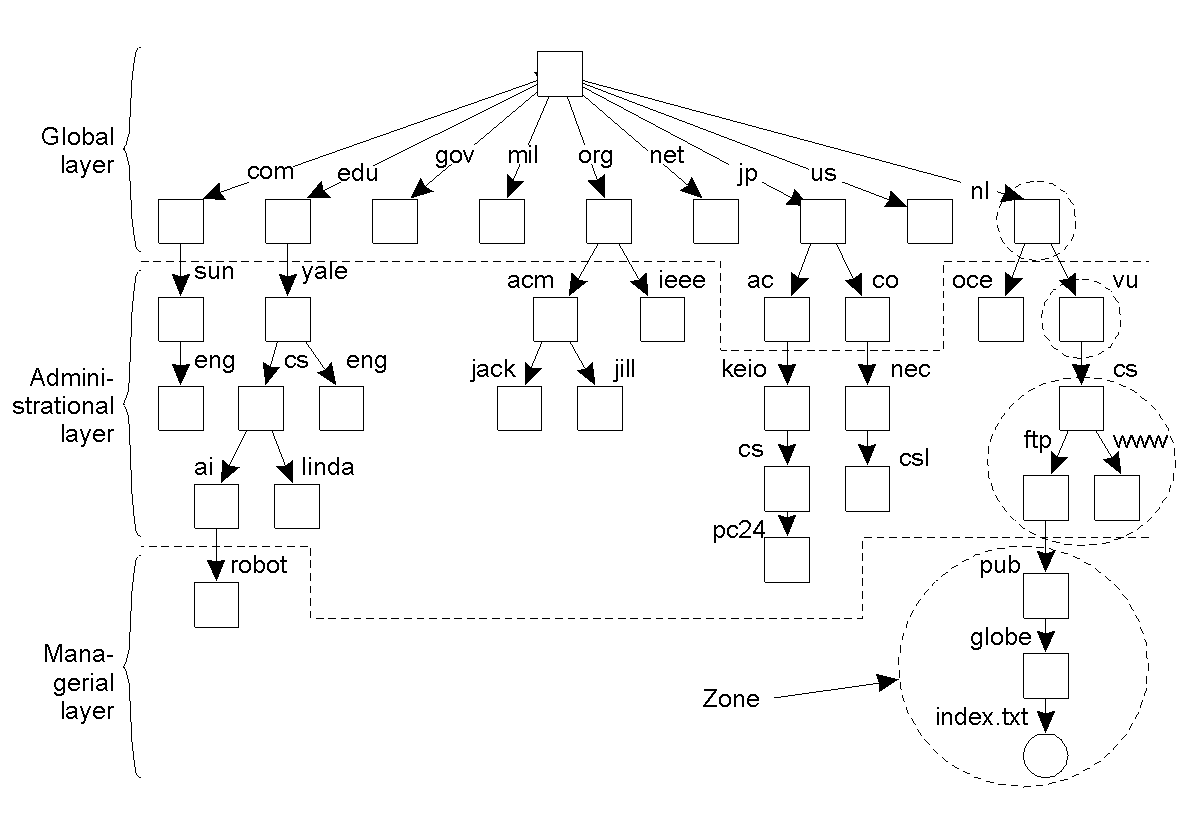 Global
layer
com
edu
gov
mil
org
net
jp
us
nl
sun
yale
acm
ieee
ac
co
oce
vu
Admini-
strational
layer
eng
cs
eng
jack
jill
keio
nec
cs
ai
linda
cs
csl
ftp
www
pc24
robot
pub
Mana-
gerial
layer
globe
Zone
index.txt